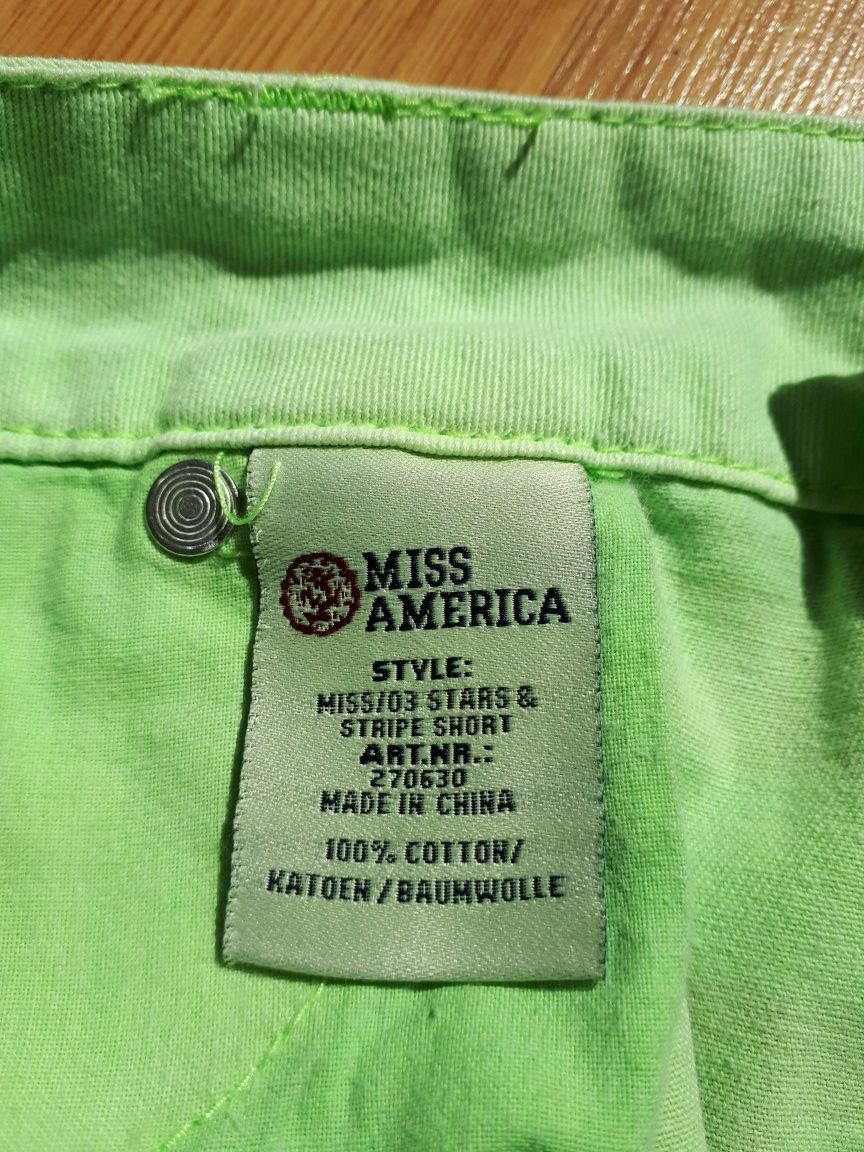 MISS
AMERICA
STYLE:
MISS/03 STARS &
STRIPE SHORT
ART.NR.:
270630
MADE IN CHINA
100% COTTON/
KATOEN/BAUMWOLLE